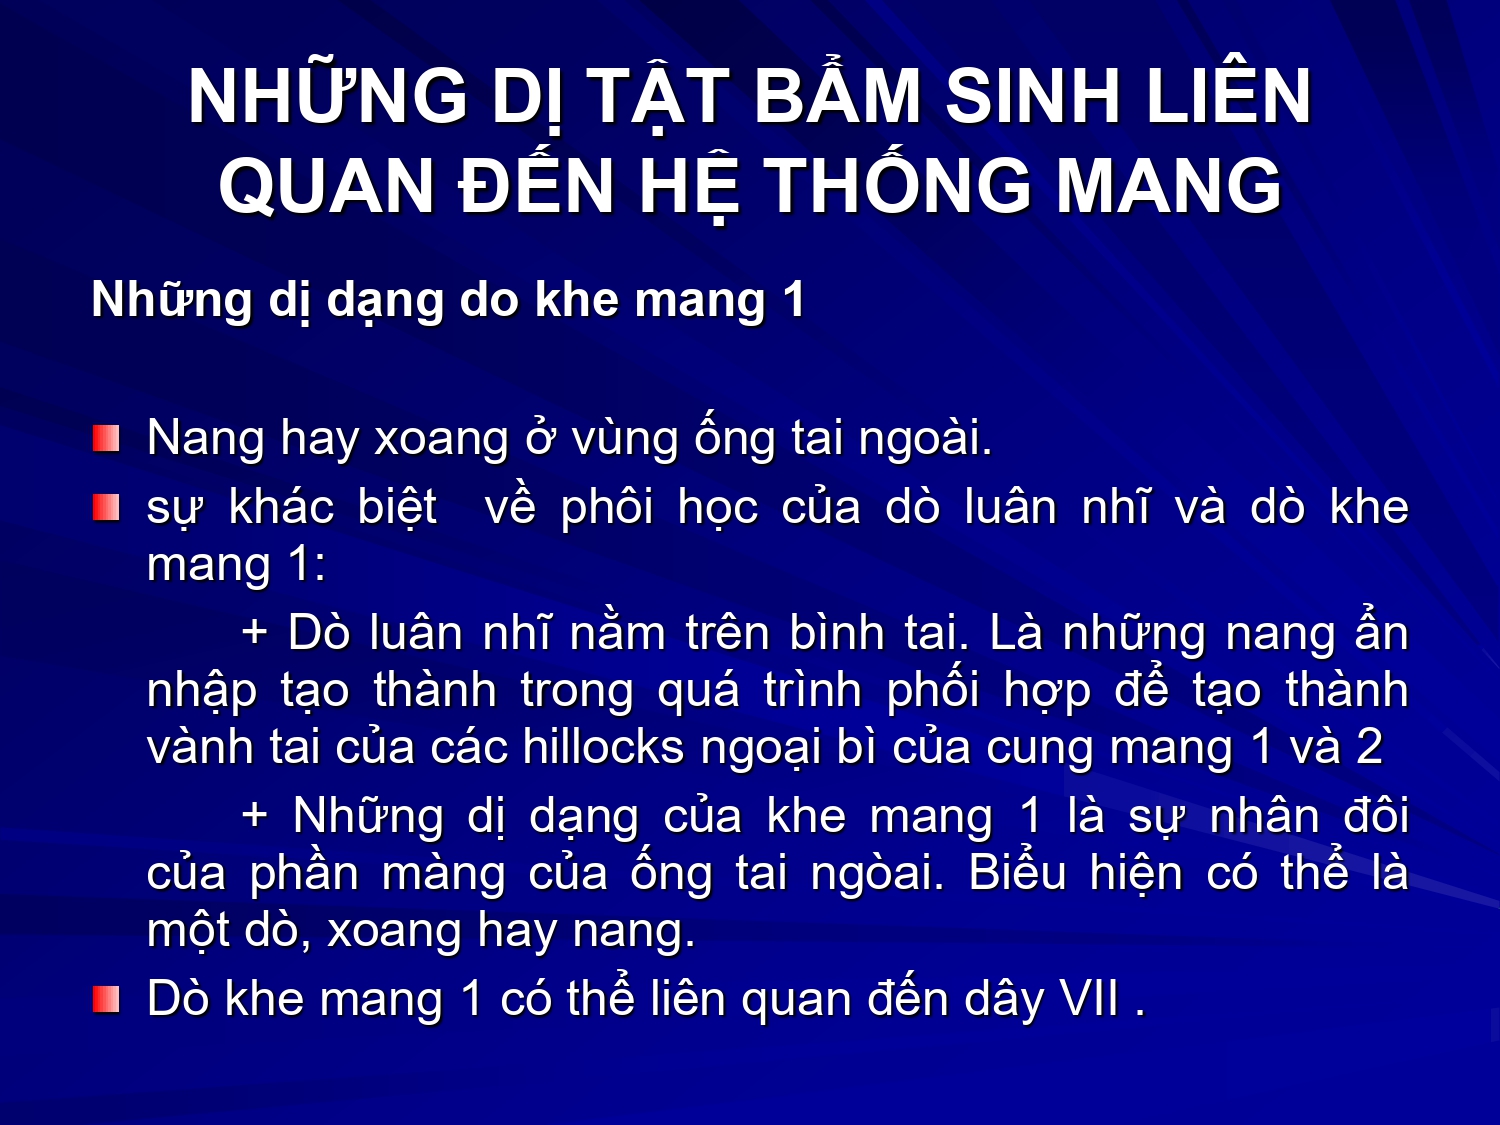 NHỮNG DỊ TẬT BẨM SINH LIÊN
QUAN ĐẾN HỆ THỐNG MANG
Những dị dạng do khe mang 1
Nang hay xoang ở vùng ống tai ngoài.
sự khác biệt về phôi học của dò luân nhĩ và dò khe
mang 1:
+ Dò luân nhĩ nằm trên bình tai. Là những nang ẩn
nhập tạo thành trong quá trình phối hợp để tạo thành
vành tai của các hillocks ngoại bì của cung mang 1 và 2
+ Những dị dạng của khe mang 1 là sự nhân đôi
của phần màng của ống tai ngòai. Biểu hiện có thể là
một dò, xoang hay nang.
Dò khe mang 1 có thể liên quan đến dây VII .